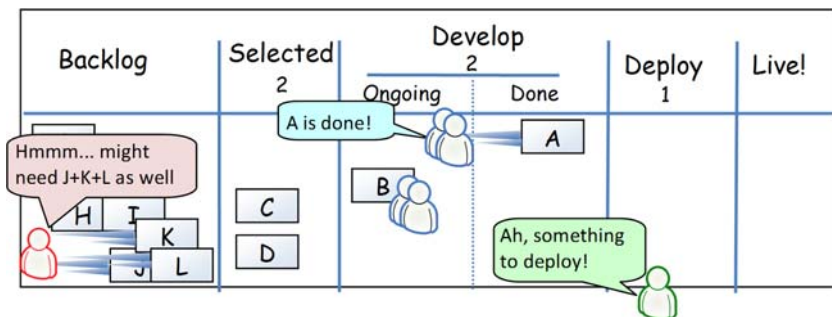 Backlog
Selected
2
Develop
2
Ongoing
Done
Deploy
1
Live!
A is done!
A
Hmmm... might
need J+K+L as well
H
I
K
J
L
C
D
B
Ah, something
to deploy!